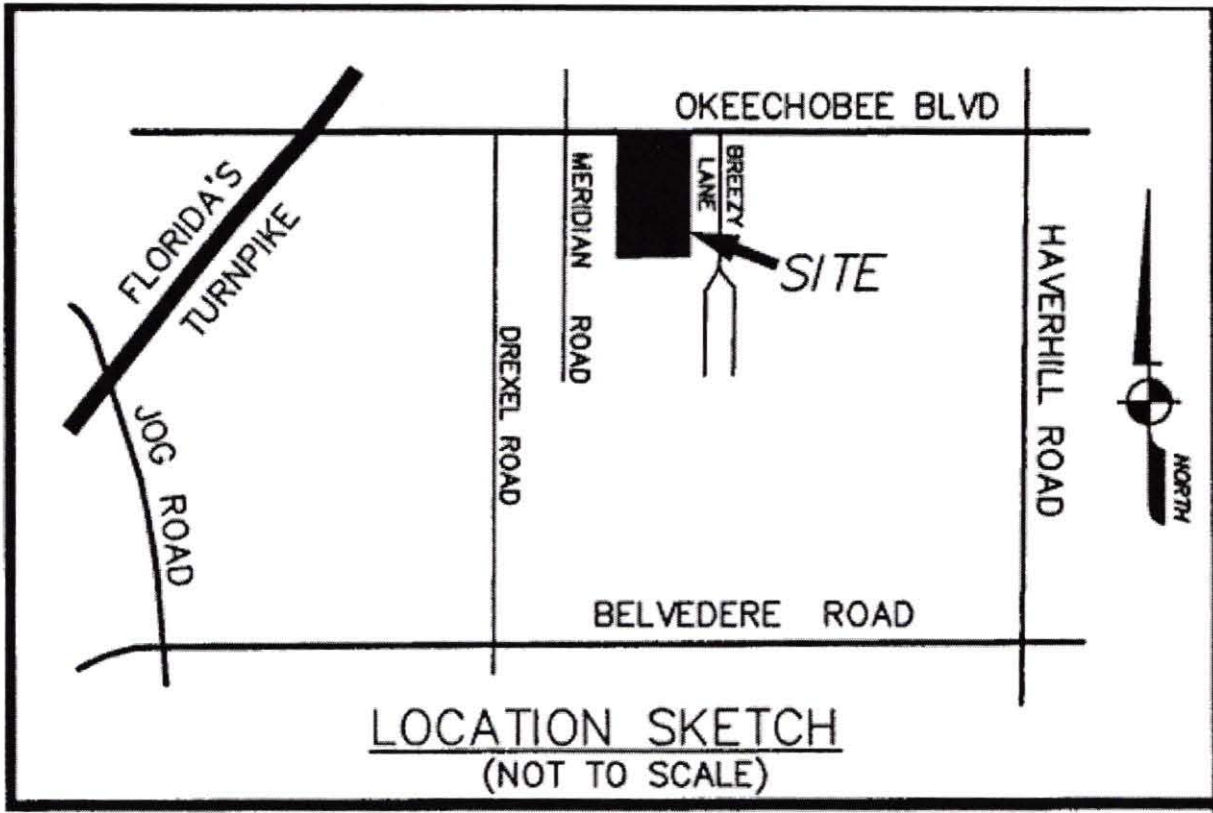 OKEECHOBEE BLVD
FLORIDA'S
TURNPIKE
MERIDIAN ROAD
BREEZY
LANE
SITE
HAVERHILL ROAD
DREXEL ROAD
JOG ROAD
NORTH
BELVEDERE ROAD
LOCATION SKETCH
(NOT TO SCALE)